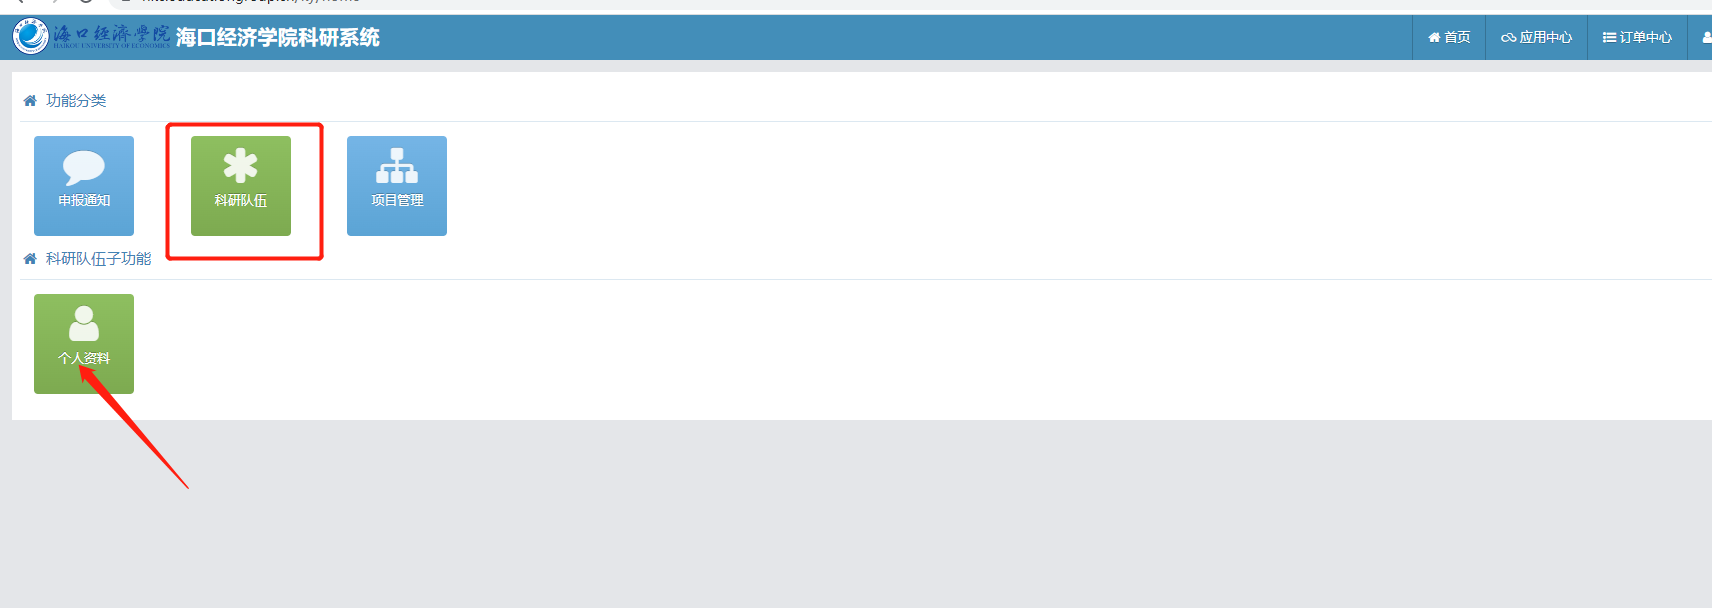 海口经济学院 海口经济学院科研系统
HAIKOU UNIVERSITY OF ECONOMICS
首页 应用中心 订单中心
功能分类
申报通知 科研队伍 项目管理
科研队伍子功能
个人资料